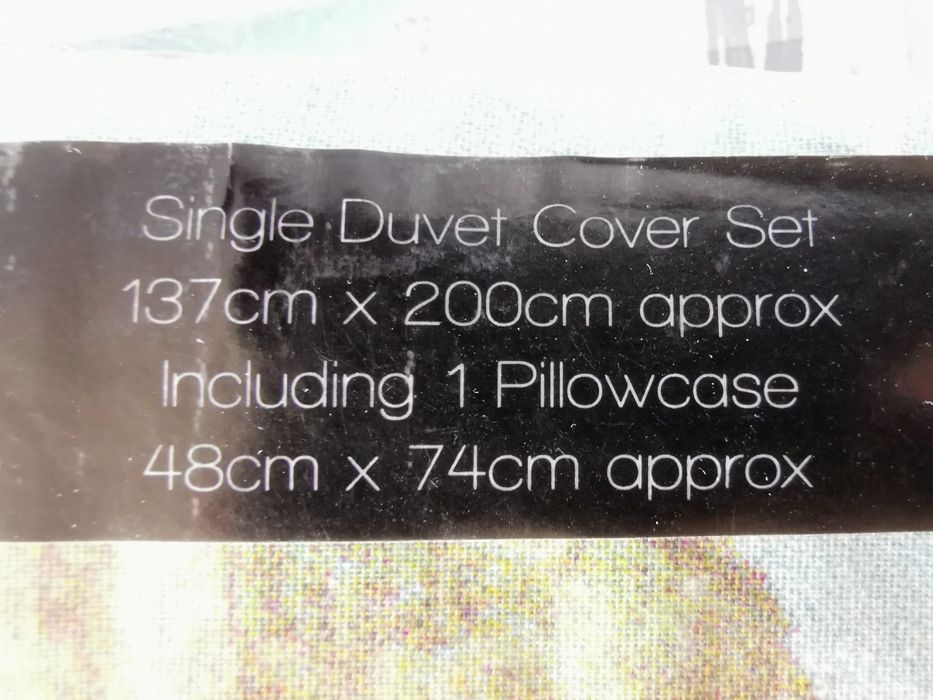 Single Duvet Cover Set
137cm x 200cm approx
Including 1 Pillowcase
48cm x 74cm approx